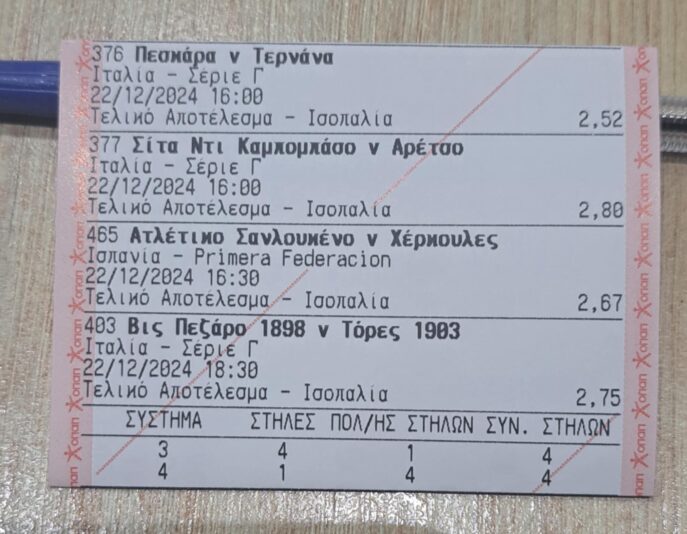 376 Πεσκάρα v Τερνάνα
Ιταλία - Σέριε Γ
22/12/2024 16:00
Τελικό Αποτέλεσμα - Ισοπαλία 2,52
377 Σίτα Ντι Καμπομπάσο v Αρέτσο
Ιταλία - Σέριε Γ
22/12/2024 16:00
Τελικό Αποτέλεσμα - Ισοπαλία 2,80
465 Ατλέτικο Σανλουκένο v Χέρκουλες
Ισπανία - Primera Federacion
22/12/2024 16:30
Τελικό Αποτέλεσμα - Ισοπαλία 2,67
403 Βις Πεζάρο 1898 v Τόρες 1903
Ιταλία - Σέριε Γ
22/12/2024 18:30
Τελικό Αποτέλεσμα - Ισοπαλία 2,75
ΣΥΣΤΗΜΑ ΣΤΗΛΕΣ ΠΟΛ/ΗΣ ΣΤΗΛΩΝ ΣΥΝ. ΣΤΗΛΩΝ
3 4 1 4
4 1 4 4